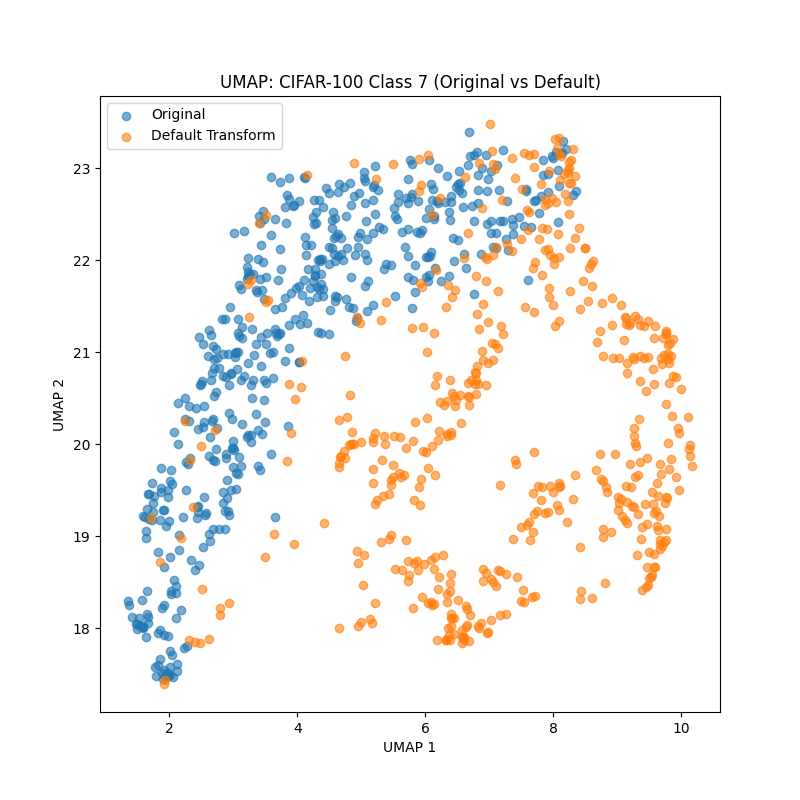 UMAP: CIFAR-100 Class 7 (Original vs Default)
Original
Default Transform
23
22
21
20
19
18
UMAP 2
2 4 6 8 10
UMAP 1